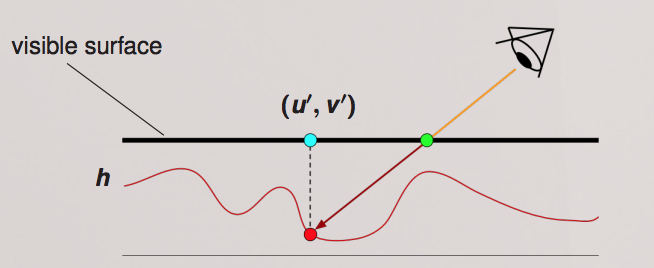 visible surface
(u′, v′)
h